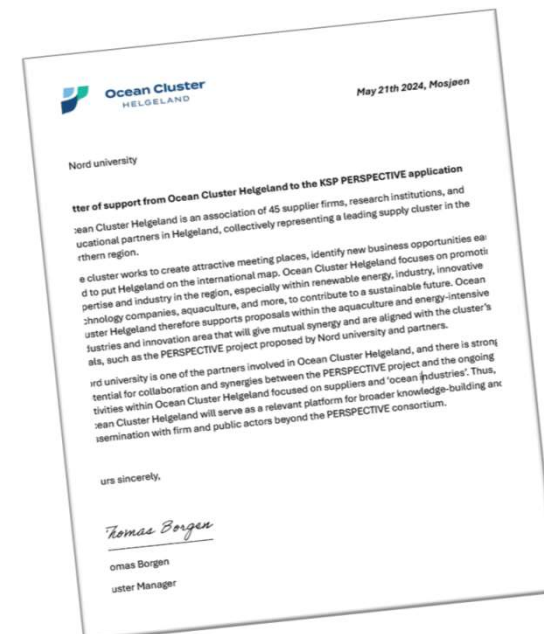 Ocean Cluster
HELGELAND
May 21th 2024, Mosjøen
Nord university
tter of support from Ocean Cluster Helgeland to the KSP PERSPECTIVE application
ean Cluster Helgeland is an association of 45 supplier firms, research institutions, and
ucational partners in Helgeland, collectively representing a leading supply cluster in the
rthern region.
e cluster works to create attractive meeting places, identify new business opportunities ea
d to put Helgeland on the international map. Ocean Cluster Helgeland focuses on promoti
pertise and industry in the region, especially within renewable energy, industry, innovative
chnology companies, aquaculture, and more, to contribute to a sustainable future. Ocean
uster Helgeland therefore supports proposals within the aquaculture and energy-intensive
lustries and innovation area that will give mutual synergy and are aligned with the cluster's
als, such as the PERSPECTIVE project proposed by Nord university and partners.
ord university is one of the partners involved in Ocean Cluster Helgeland, and there is strong
tential for collaboration and synergies between the PERSPECTIVE project and the ongoing
tivities within Ocean Cluster Helgeland focused on suppliers and 'ocean industries'. Thus,
ean Cluster Helgeland will serve as a relevant platform for broader knowledge-building and
semination with firm and public actors beyond the PERSPECTIVE consortium.
urs sincerely,
Thomas Borgen
omas Borgen
uster Manager